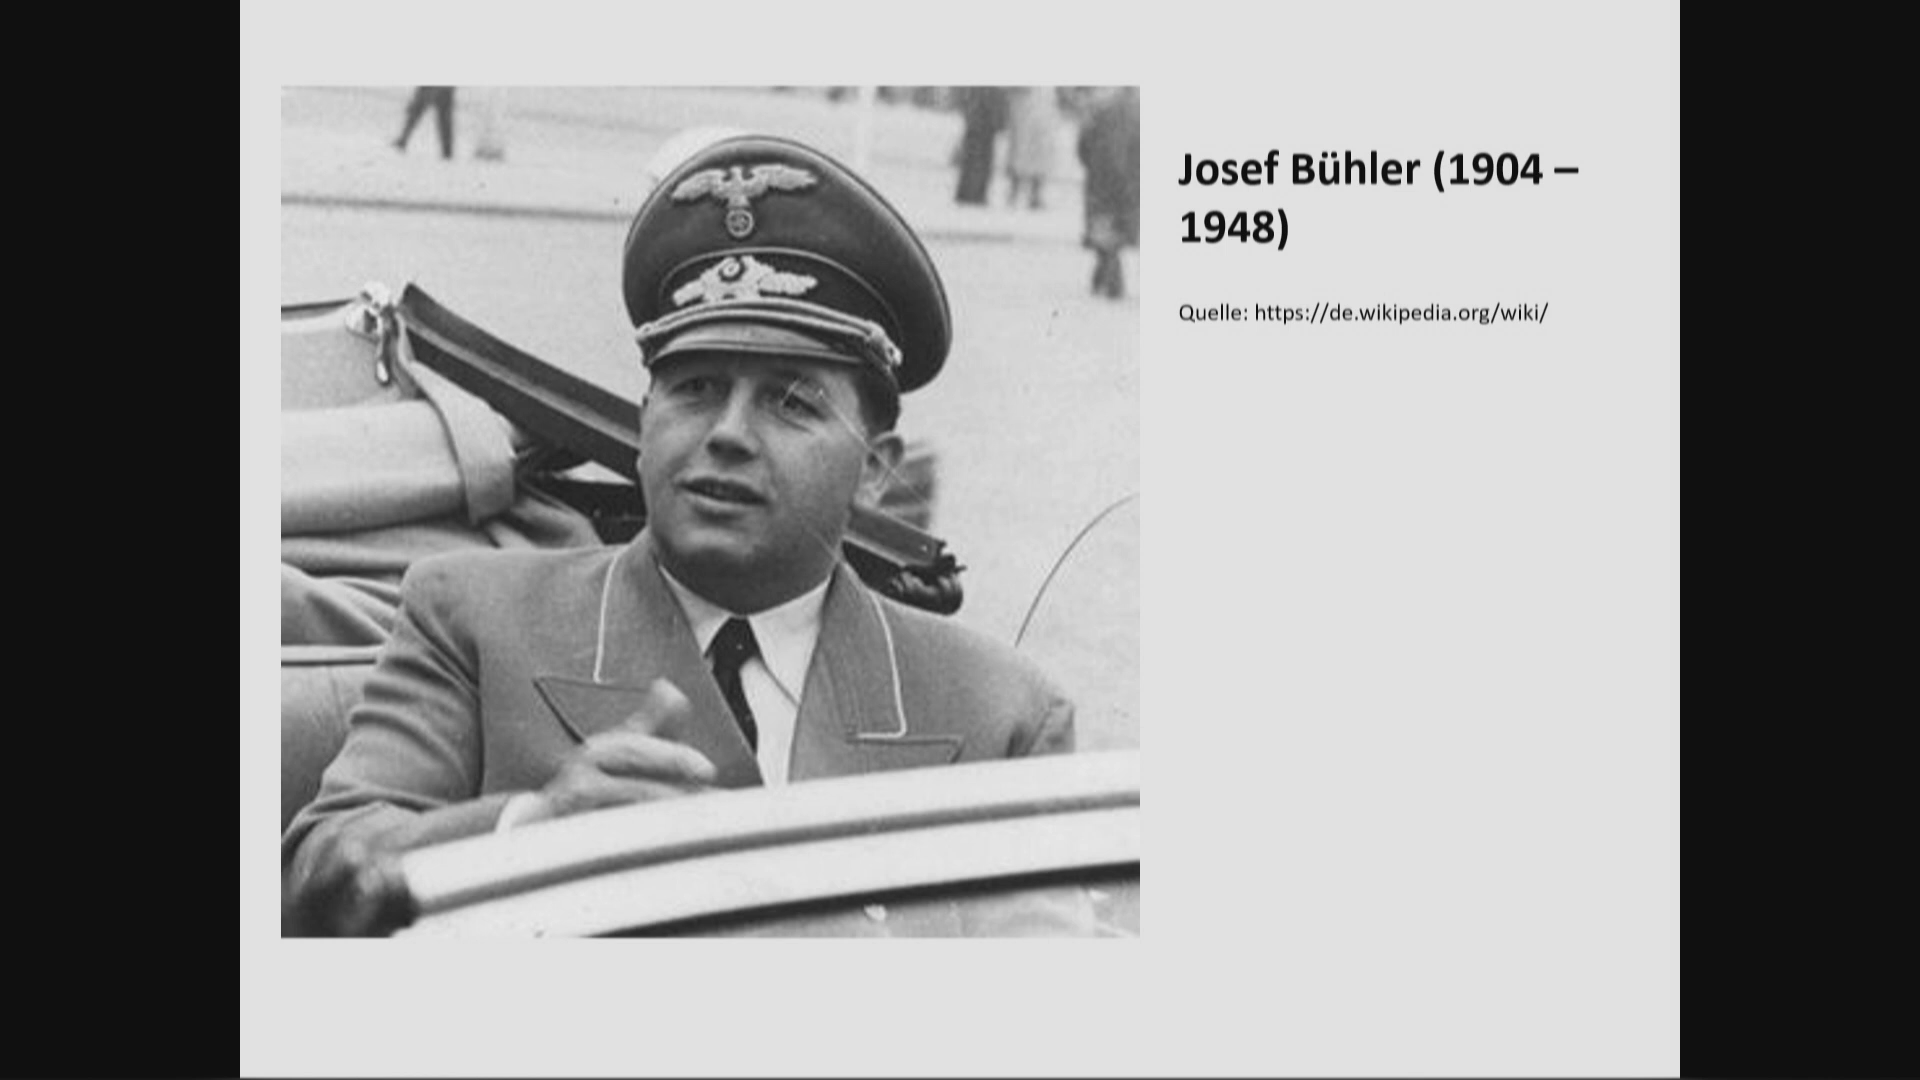 Josef Bühler (1904 –
1948)
Quelle: https://de.wikipedia.org/wiki/